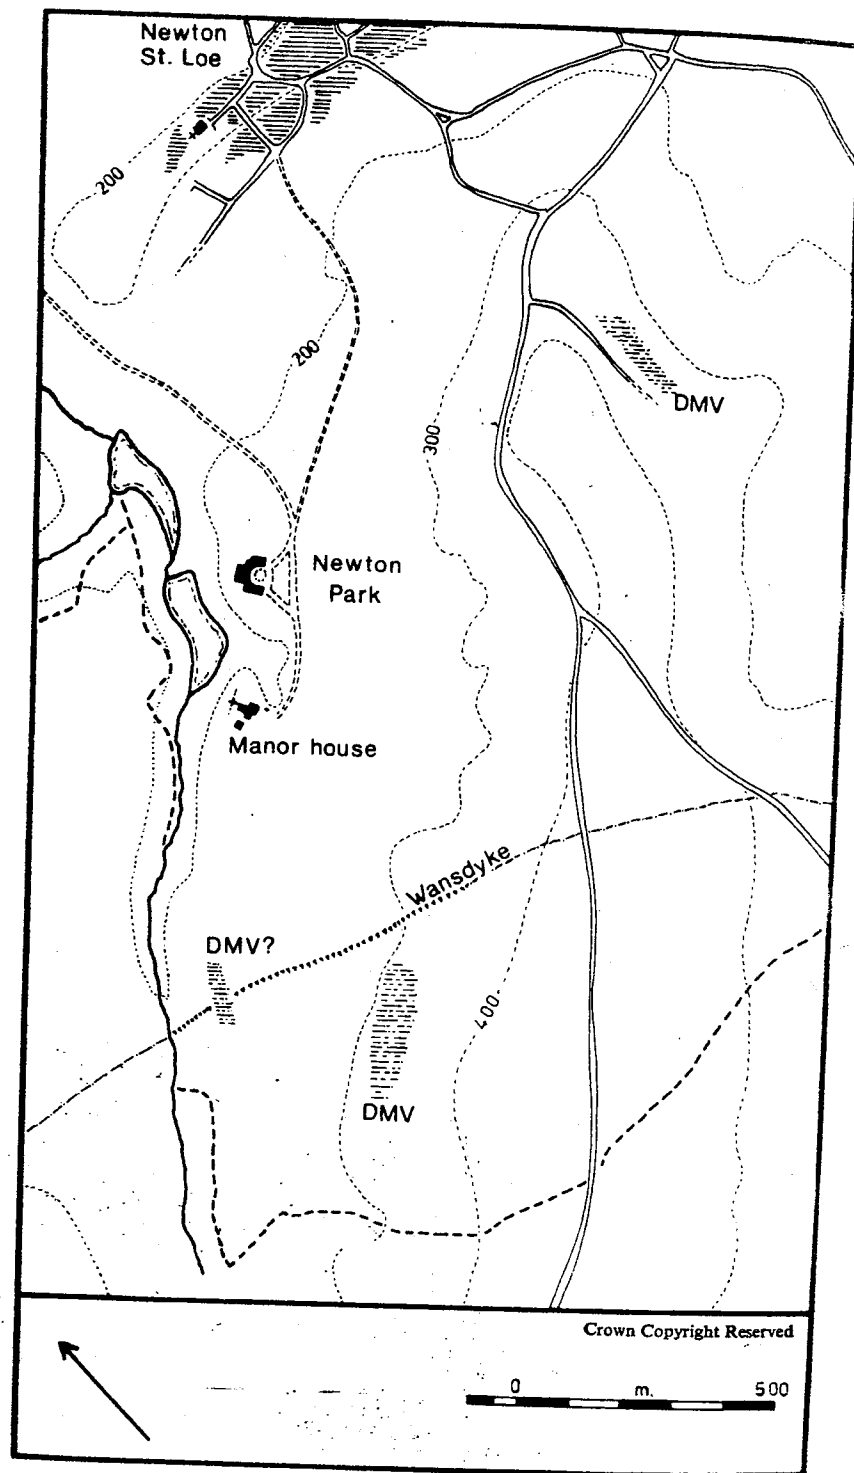 Newton
St. Loe
200
200
300
DMV
Newton
Park
Manor house
Wansdyke
DMV?
400
DMV
Crown Copyright Reserved
0 m. 500